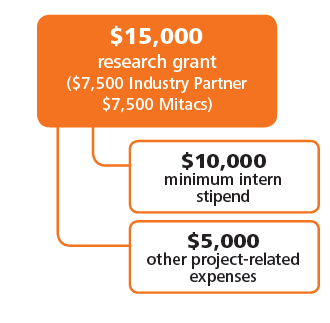 $15,000
research grant
($7,500 Industry Partner
$7,500 Mitacs)
$10,000
minimum intern
stipend
$5,000
other project-related
expenses